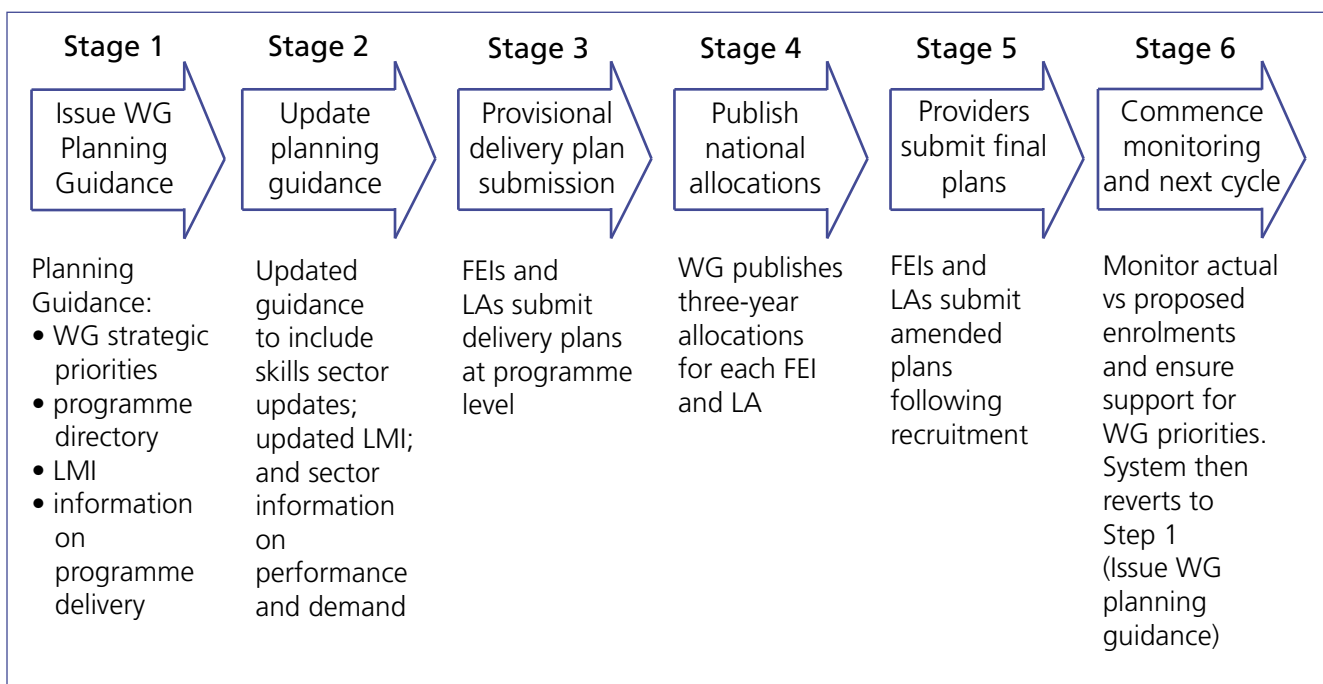 Stage 1
Issue WG
Planning
Guidance
Planning
Guidance:
• WG strategic
priorities
• programme
directory
• LMI
• information
on
programme
delivery
Stage 2
Update
planning
guidance
Updated
guidance
to include
skills sector
updates;
updated LMI;
and sector
information
on
performance
and demand
Stage 3
Provisional
delivery plan
submission
FEIs and
LAs submit
delivery plans
at programme
level
Stage 4
Publish
national
allocations
WG publishes
three-year
allocations
for each FEI
and LA
Stage 5
Providers
submit final
plans
FEIs and
LAs submit
amended
plans
following
recruitment
Stage 6
Commence
monitoring
and next cycle
Monitor actual
vs proposed
enrolments
and ensure
support for
WG priorities.
System then
reverts to
Step 1
(Issue WG
planning
guidance)